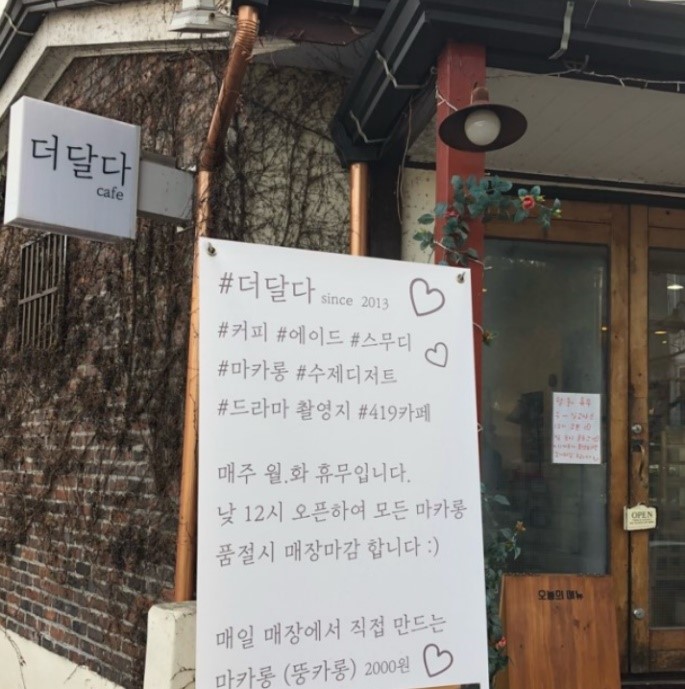 더달다
cafe
#더달다 since 2013
#커피 #에이드 #스무디
#마카롱 #수제디저트
#드라마 촬영지 #419카페
매주 월.화 휴무입니다.
낮 12시 오픈하여 모든 마카롱
품절시 매장마감 합니다 :)
매일 매장에서 직접 만드는
마카롱 (뚱카롱) 2000원
OPEN
오늘의 메뉴